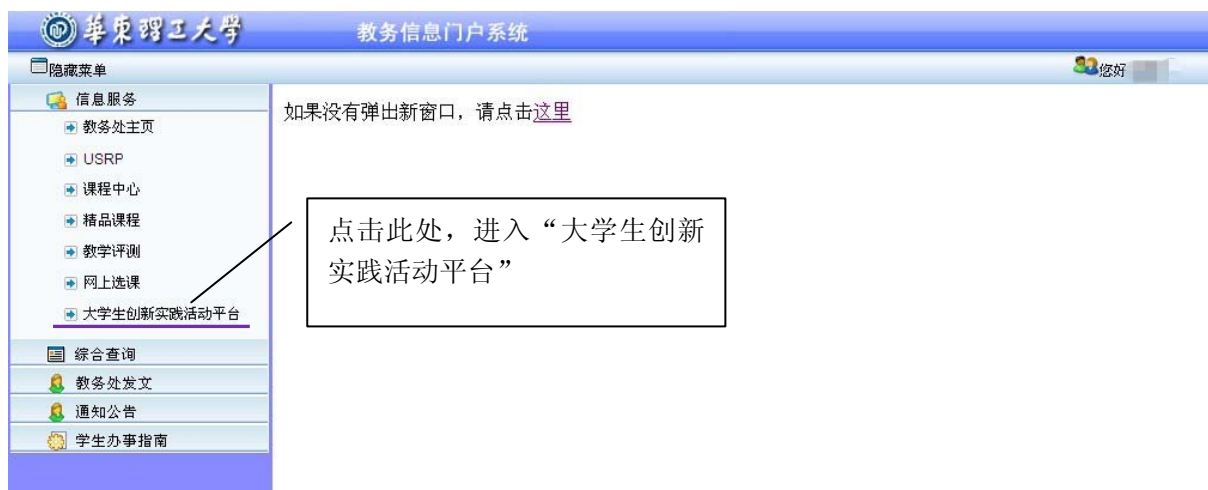 華東理工大学
教务信息门户系统
隐藏菜单
您好
信息服务
教务处主页
USRP
课程中心
精品课程
教学评测
网上选课
大学生创新实践活动平台
综合查询
教务处发文
通知公告
学生办事指南
如果没有弹出新窗口，请点击这里
点击此处，进入“大学生创新
实践活动平台”